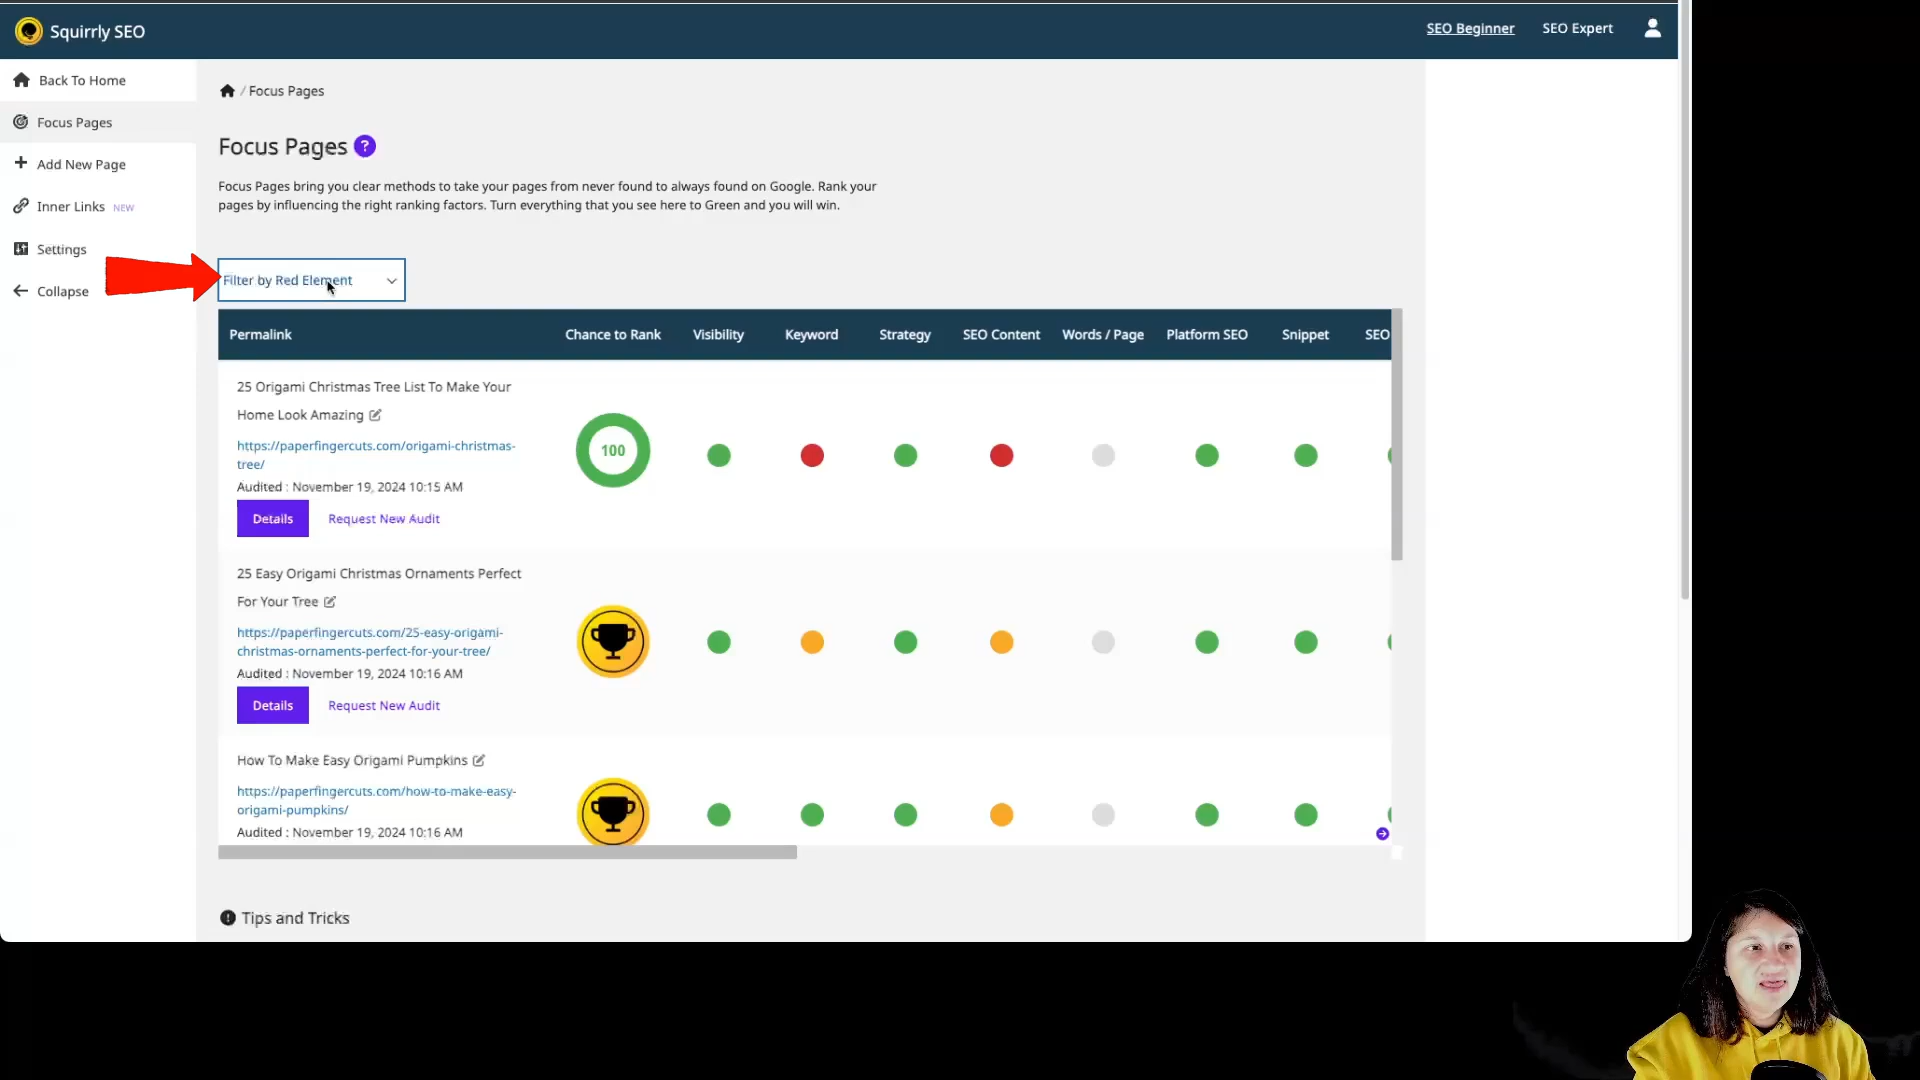 Squirrly SEO
SEO Beginner
SEO Expert
Back To Home
Focus Pages
Add New Page
Inner Links NEW
Settings
Collapse
/ Focus Pages
Focus Pages ?
Focus Pages bring you clear methods to take your pages from never found to always found on Google. Rank your
pages by influencing the right ranking factors. Turn everything that you see here to Green and you will win.
Filter by Red Element
Permalink Chance to Rank Visibility Keyword Strategy SEO Content Words / Page Platform SEO Snippet SEO
25 Origami Christmas Tree List To Make Your
Home Look Amazing
https://paperfingercuts.com/origami-christmas-
tree/
Audited : November 19, 2024 10:15 AM
Details Request New Audit
100
25 Easy Origami Christmas Ornaments Perfect
For Your Tree
https://paperfingercuts.com/25-easy-origami-
christmas-ornaments-perfect-for-your-tree/
Audited : November 19, 2024 10:16 AM
Details Request New Audit
How To Make Easy Origami Pumpkins
https://paperfingercuts.com/how-to-make-easy-
origami-pumpkins/
Audited : November 19, 2024 10:16 AM
Tips and Tricks